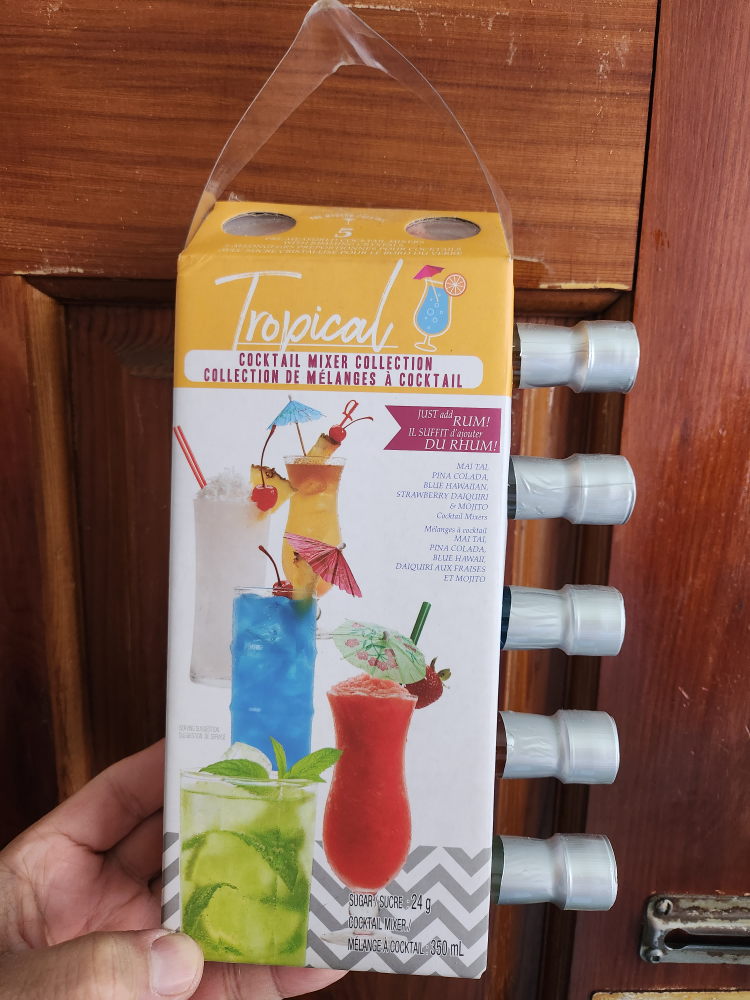 5
Tropical
COCKTAIL MIXER COLLECTION
COLLECTION DE MÉLANGES À COCKTAIL
JUST add
RUM!
IL SUFFIT d'ajouter
DU RHUM!
MAI TAI,
PINA COLADA,
BLUE HAWAIIAN,
STRAWBERRY DAIQUIRI
& MOJITO
Cocktail Mixers
Mélanges à cocktail
MAI TAI,
PINA COLADA,
BLUE HAWAII,
DAIQUIRI AUX FRAISES
ET MOJITO
SUGAR / SUCRE - 24 g
COCKTAIL MIXER /
MÉLANGE À COCKTAIL - 350 mL